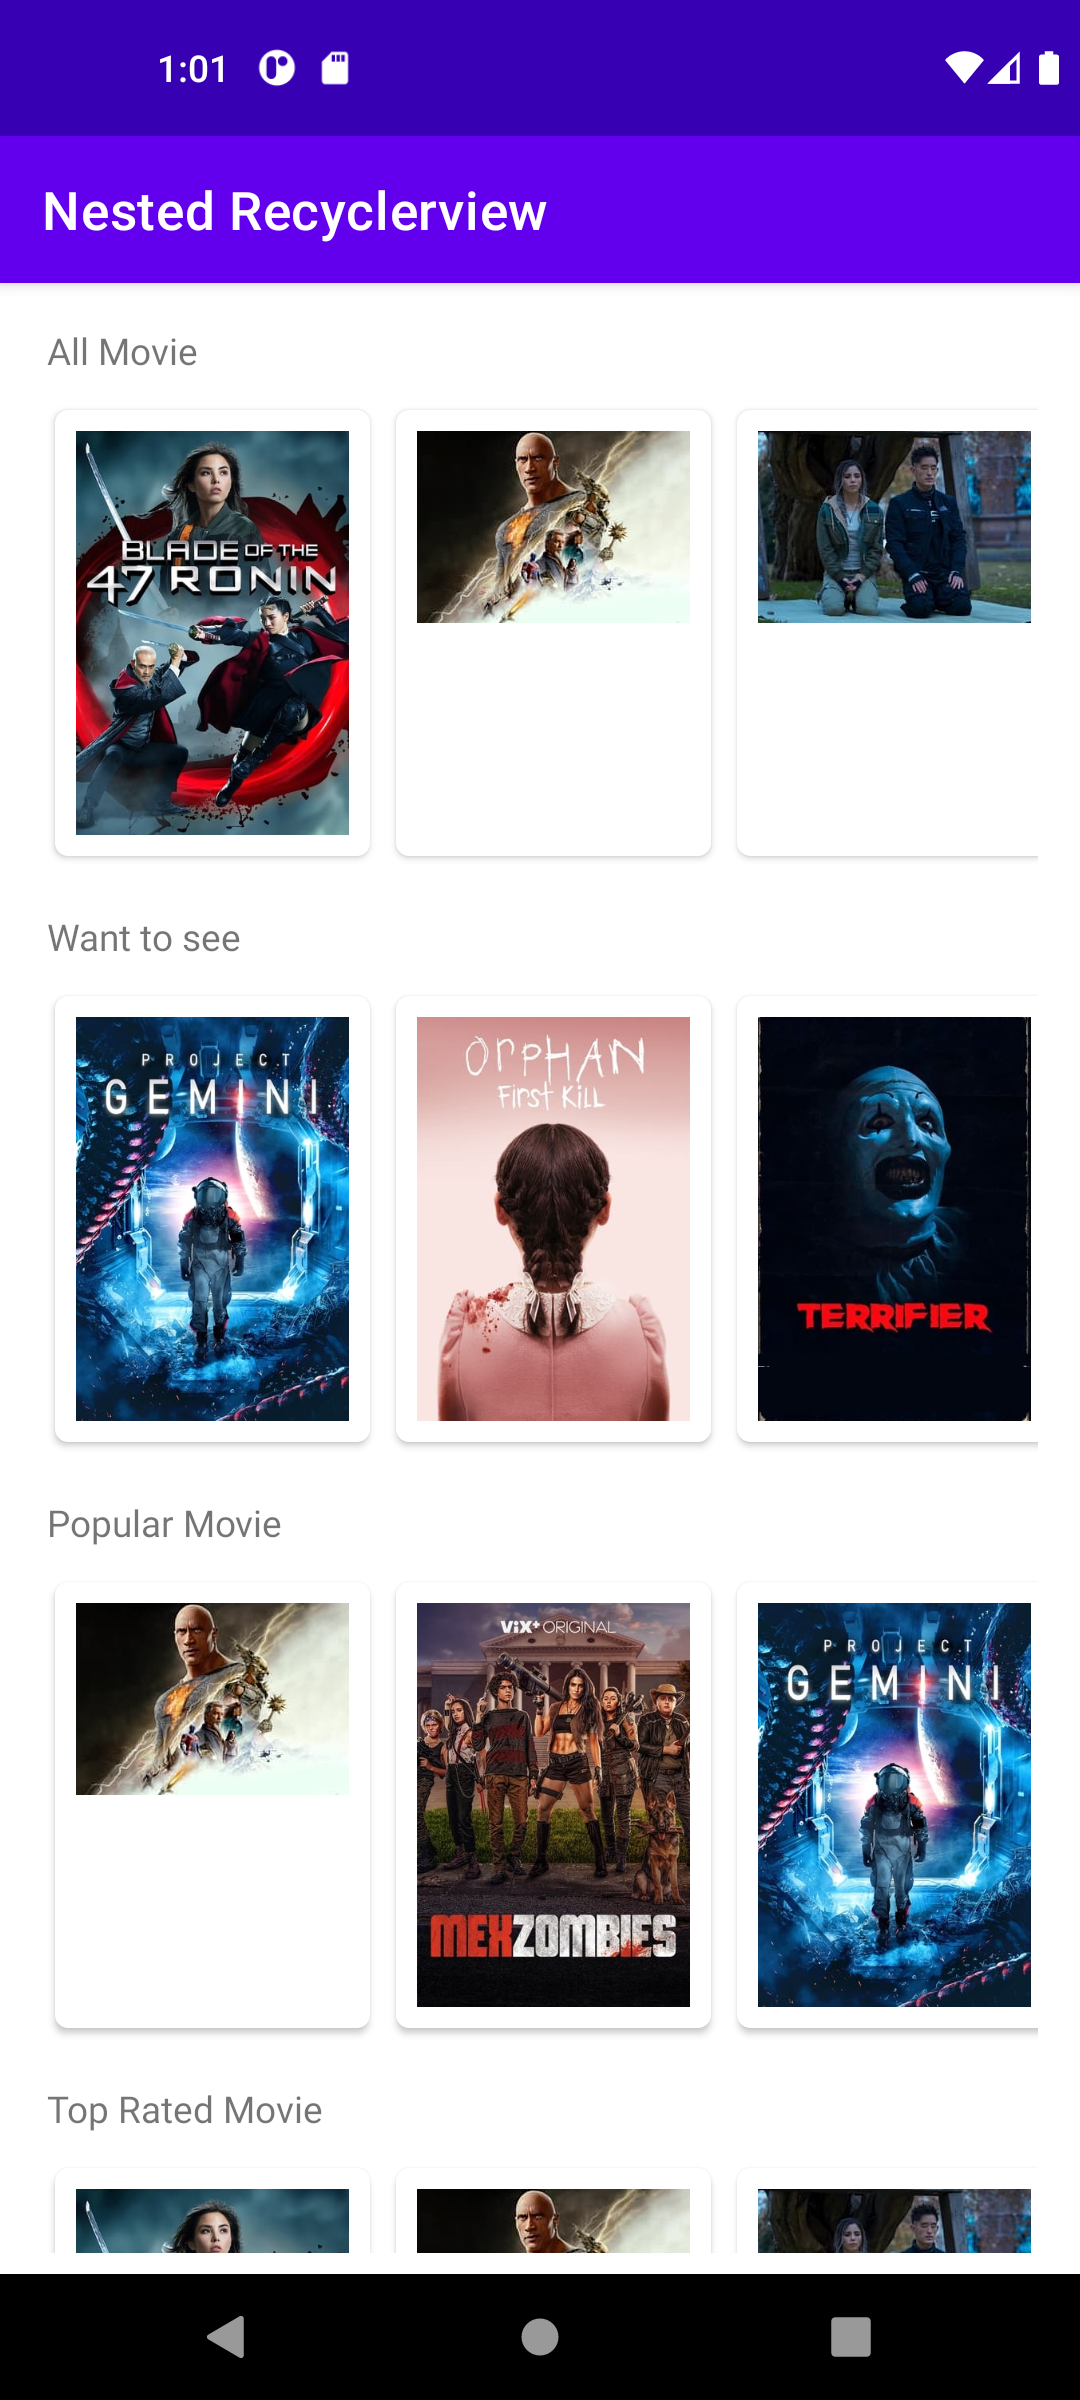 1:01
Nested Recyclerview
All Movie
BLADE OF THE
47 RONIN
Want to see
PROJECT
GEMINI
ORPHAN
First Kill
TERRIFIER
Popular Movie
ViX+ ORIGINAL
MEXZOMBIES
PROJECT
GEMINI
Top Rated Movie